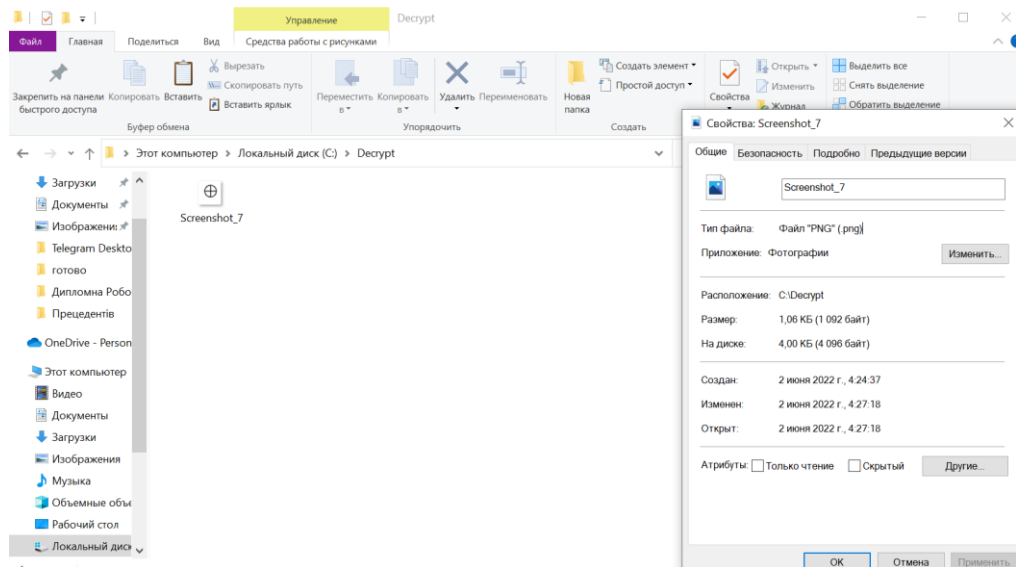 Управление
Decrypt
Файл
Главная
Поделиться
Вид
Средства работы с рисунками
Закрепить на панели быстрого доступа
Копировать
Вставить
Вырезать
Скопировать путь
Вставить ярлык
Буфер обмена
Переместить в
Копировать в
Удалить
Переименовать
Упорядочить
Новая папка
Создать элемент
Простой доступ
Создать
Свойства
Открыть
Изменить
Журнал
Выделить все
Снять выделение
Обратить выделение
Этот компьютер > Локальный диск (C:) > Decrypt
Загрузки
Документы
Изображени
Telegram Deskto
готово
Дипломна Робо
Прецедентів
OneDrive - Person
Этот компьютер
Видео
Документы
Загрузки
Изображения
Музыка
Объемные объе
Рабочий стол
Локальный диск
Screenshot_7
Свойства: Screenshot_7
Общие
Безопасность
Подробно
Предыдущие версии
Screenshot_7
Тип файла: Файл "PNG" (.png)
Приложение: Фотографии
Изменить...
Расположение: C:\Decrypt
Размер: 1,06 КБ (1 092 байт)
На диске: 4,00 КБ (4 096 байт)
Создан: 2 июня 2022 г., 4:24:37
Изменен: 2 июня 2022 г., 4:27:18
Открыт: 2 июня 2022 г., 4:27:18
Атрибуты: Только чтение Скрытый
Другие...
OK
Отмена
Применить